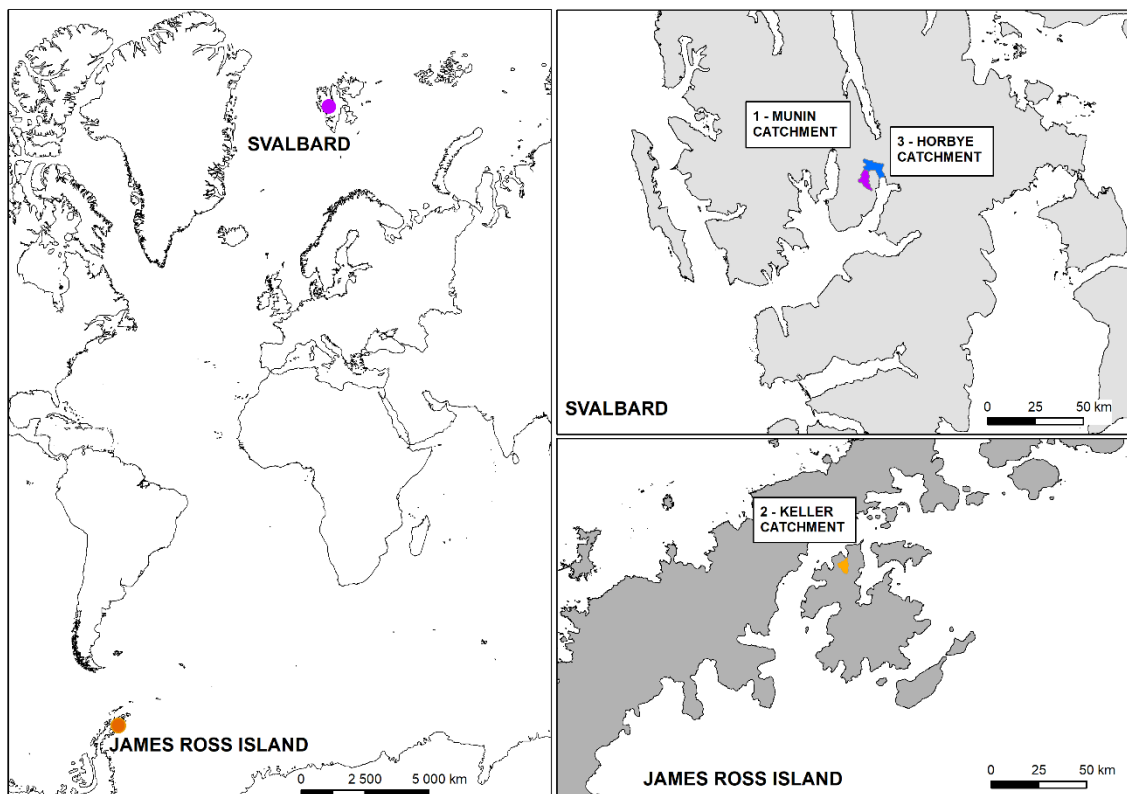 SVALBARD
JAMES ROSS ISLAND
0 2 500 5 000 km
1 - MUNIN
CATCHMENT
3 - HORBYE
CATCHMENT
SVALBARD
0 25 50 km
2 - KELLER
CATCHMENT
JAMES ROSS ISLAND
0 25 50 km